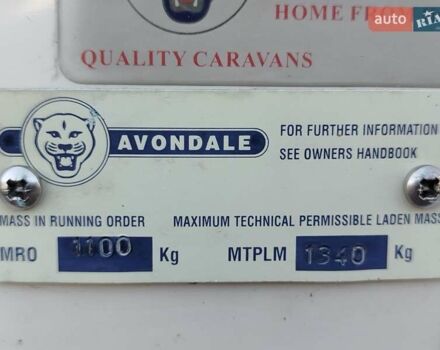 HOME FROM
auto RIA
QUALITY CARAVANS
AVONDALE
FOR FURTHER INFORMATION
SEE OWNERS HANDBOOK
MASS IN RUNNING ORDER
MAXIMUM TECHNICAL PERMISSIBLE LADEN MASS
MRO 1100 Kg
MTPLM 1340 Kg